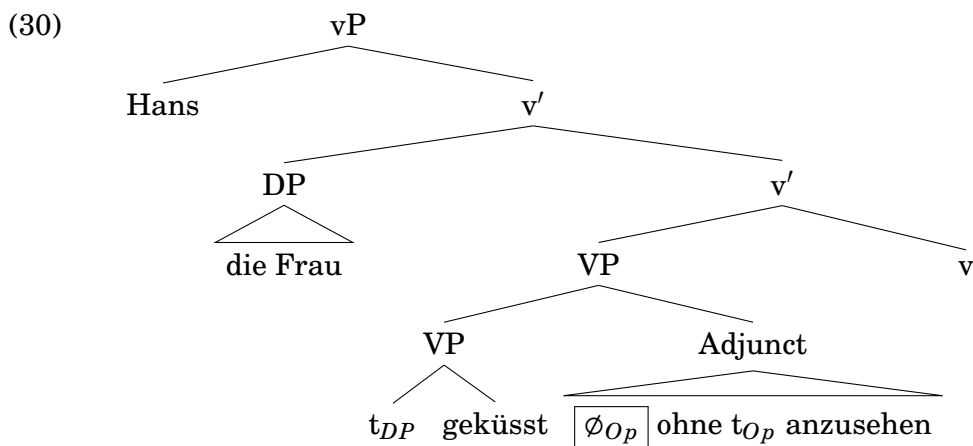 (30) vP
Hans v′
DP v′
die Frau VP v
VP Adjunct
t_DP geküsst ∅_Op ohne t_Op anzusehen